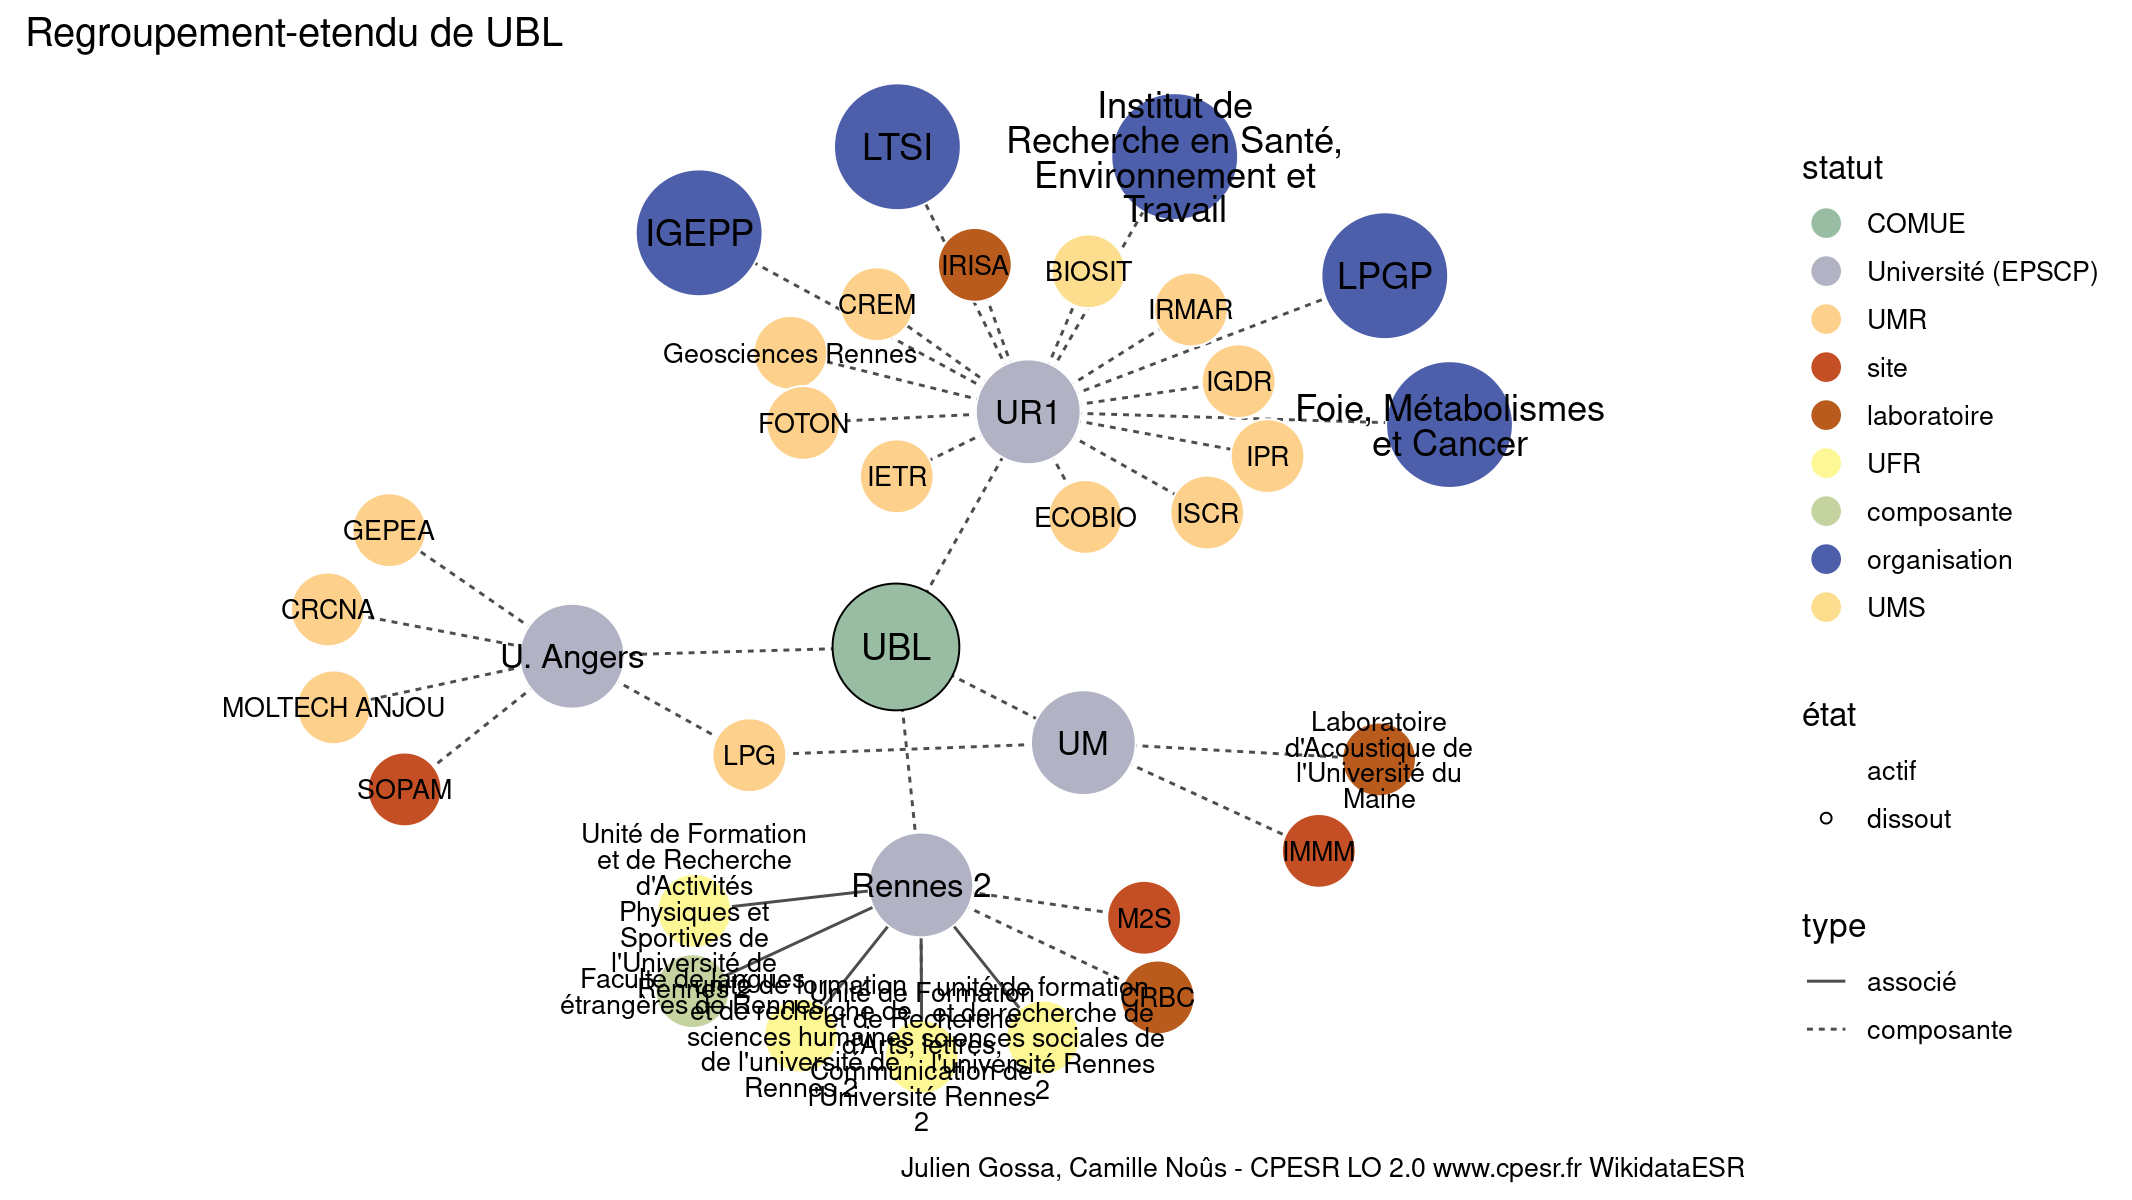 Regroupement-etendu de UBL
LTSI
Institut de
Recherche en Santé,
Environnement et
Travail
IGEPP
LPGP
IRISA
BIOSIT
CREM
IRMAR
Geosciences Rennes
IGDR
Foie, Métabolismes
et Cancer
FOTON
UR1
IPR
IETR
ECOBIO
ISCR
GEPEA
CRCNA
U. Angers
UBL
MOLTECH ANJOU
LPG
UM
Laboratoire
d'Acoustique de
l'Université du
Maine
SOPAM
IMMM
Unité de Formation
et de Recherche
d'Activités
Physiques et
Sportives de
l'Université de
Rennes 2
Rennes 2
M2S
CRBC
Faculté de langues
étrangères de Rennes
unité de formation
et de recherche de
sciences humaines
de l'université de
Rennes 2
Unité de Formation
et de Recherche
d'Arts, lettres,
Communication de
l'Université Rennes
2
unité de formation
et de recherche de
sciences sociales de
l'université Rennes
2
statut
COMUE
Université (EPSCP)
UMR
site
laboratoire
UFR
composante
organisation
UMS
état
actif
dissout
type
associé
composante
Julien Gossa, Camille Noûs - CPESR LO 2.0 www.cpesr.fr WikidataESR